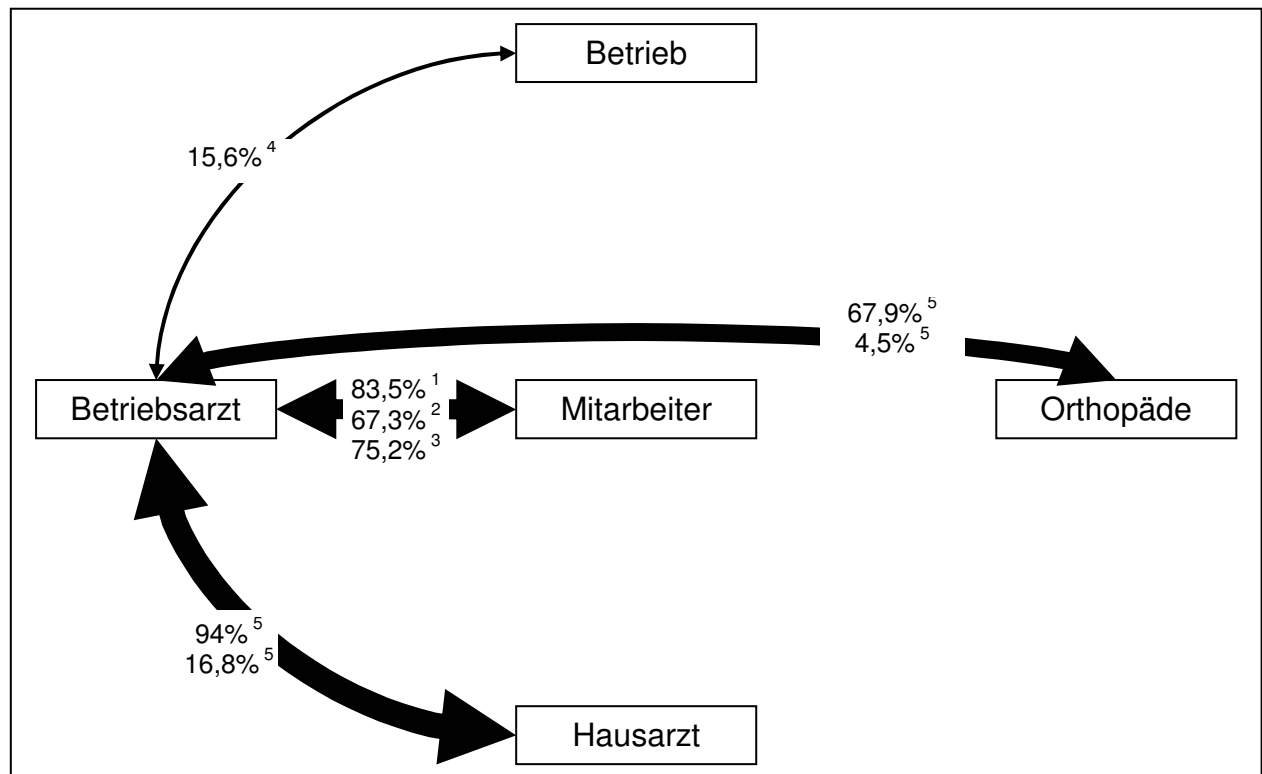 Betrieb
15,6% 4
67,9% 5
4,5% 5
Betriebsarzt
83,5% 1
67,3% 2
75,2% 3
Mitarbeiter
Orthopäde
94% 5
16,8% 5
Hausarzt